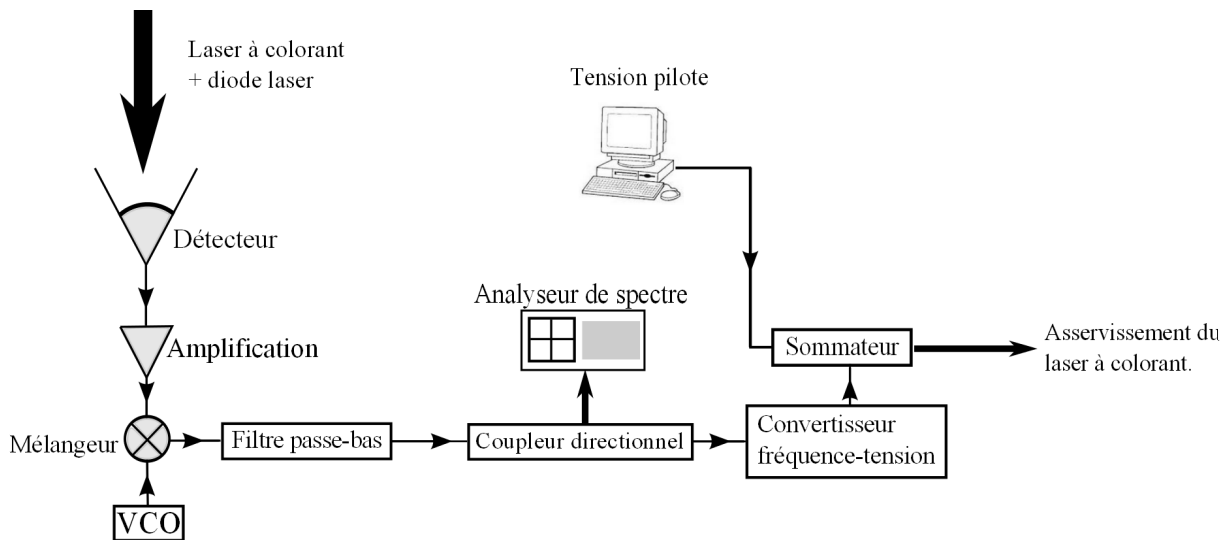 Laser à colorant
+ diode laser
Tension pilote
Détecteur
Analyseur de spectre
Amplification
Sommateur
Asservissement du
laser à colorant.
Mélangeur
Filtre passe-bas
Coupleur directionnel
Convertisseur
fréquence-tension
VCO